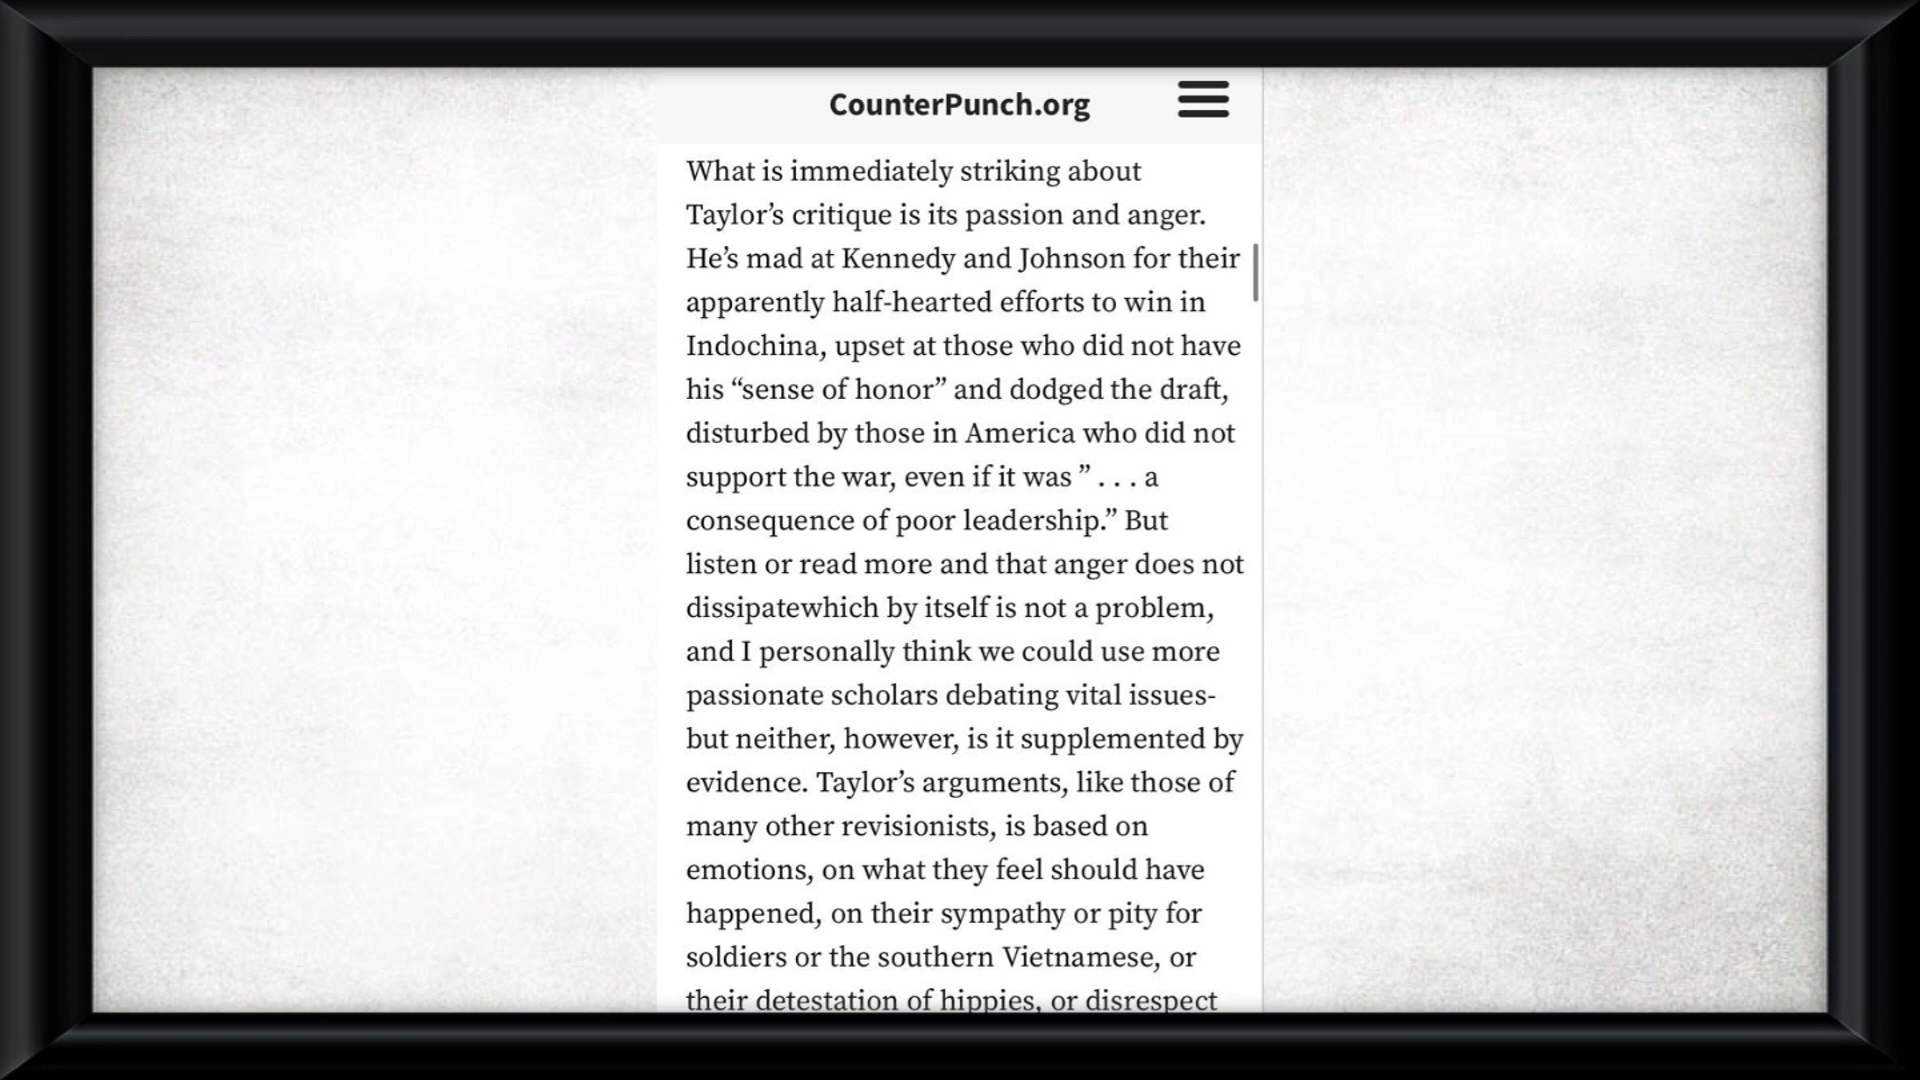 CounterPunch.org
What is immediately striking about
Taylor’s critique is its passion and anger.
He’s mad at Kennedy and Johnson for their
apparently half-hearted efforts to win in
Indochina, upset at those who did not have
his “sense of honor” and dodged the draft,
disturbed by those in America who did not
support the war, even if it was ” . . . a
consequence of poor leadership.” But
listen or read more and that anger does not
dissipatewhich by itself is not a problem,
and I personally think we could use more
passionate scholars debating vital issues-
but neither, however, is it supplemented by
evidence. Taylor’s arguments, like those of
many other revisionists, is based on
emotions, on what they feel should have
happened, on their sympathy or pity for
soldiers or the southern Vietnamese, or
their detestation of hippies, or disrespect